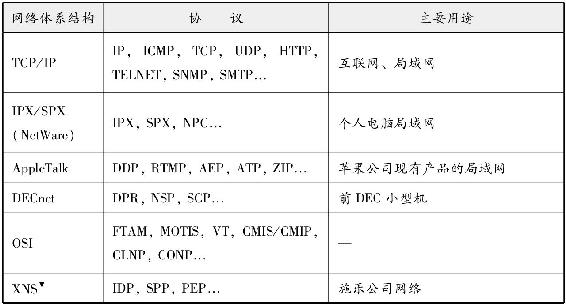 网络体系结构 协 议 主要用途
TCP/IP IP, ICMP, TCP, UDP, HTTP, TELNET, SNMP, SMTP… 互联网、局域网
IPX/SPX
(NetWare) IPX, SPX, NPC… 个人电脑局域网
AppleTalk DDP, RTMP, AEP, ATP, ZIP… 苹果公司现有产品的局域网
DECnet DPR, NSP, SCP… 前DEC小型机
OSI FTAM, MOTIS, VT, CMIS/CMIP, CLNP, CONP… —
XNS▼ IDP, SPP, PEP… 施乐公司网络